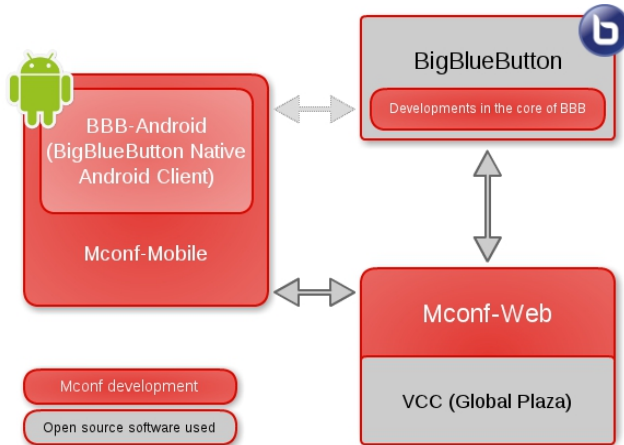 BigBlueButton
Developments in the core of BBB
BBB-Android
(BigBlueButton Native
Android Client)
Mconf-Mobile
Mconf-Web
VCC (Global Plaza)
Mconf development
Open source software used